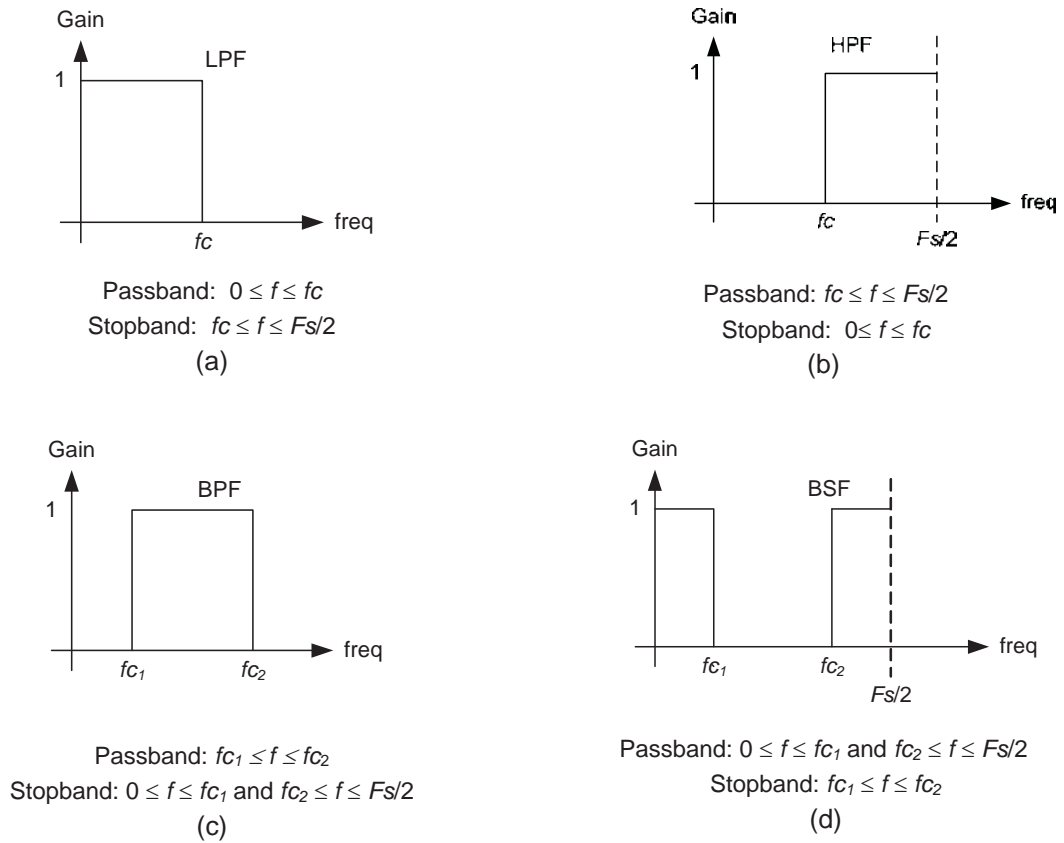 Gain
LPF
1
freq
fc
Passband: 0 ≤ f ≤ fc
Stopband: fc ≤ f ≤ Fs/2
(a)
Gain
HPF
1
freq
fc
Fs/2
Passband: fc ≤ f ≤ Fs/2
Stopband: 0≤ f ≤ fc
(b)
Gain
BPF
1
freq
fc₁
fc₂
Passband: fc₁ ≤ f ≤ fc₂
Stopband: 0 ≤ f ≤ fc₁ and fc₂ ≤ f ≤ Fs/2
(c)
Gain
BSF
1
freq
fc₁
fc₂
Fs/2
Passband: 0 ≤ f ≤ fc₁ and fc₂ ≤ f ≤ Fs/2
Stopband: fc₁ ≤ f ≤ fc₂
(d)